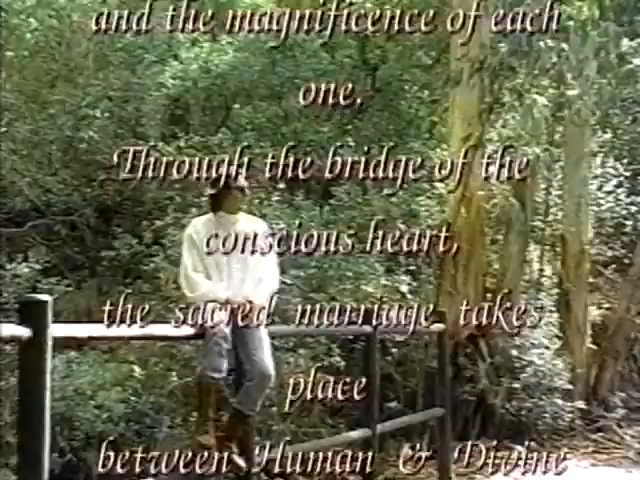 and the magnificence of each
one.
Through the bridge of the
conscious heart,
the sacred marriage takes
place
between Human & Divine